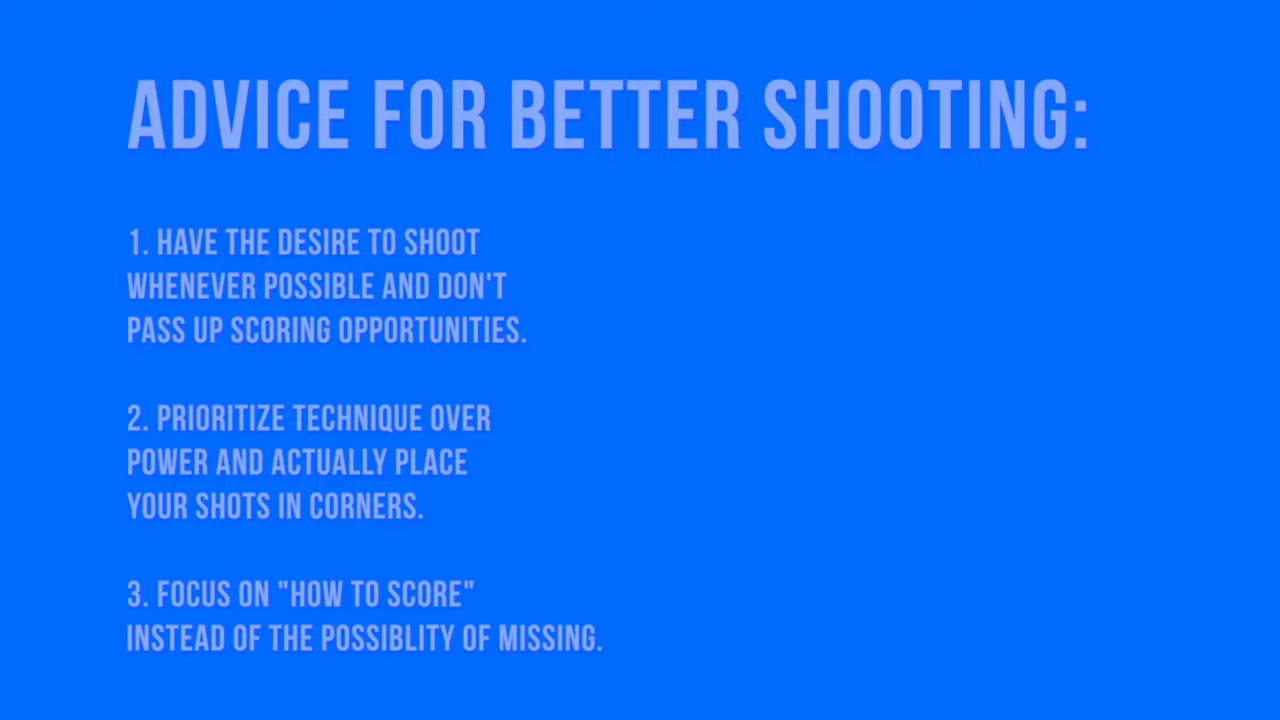 ADVICE FOR BETTER SHOOTING:
1. HAVE THE DESIRE TO SHOOT
WHENEVER POSSIBLE AND DON'T
PASS UP SCORING OPPORTUNITIES.
2. PRIORITIZE TECHNIQUE OVER
POWER AND ACTUALLY PLACE
YOUR SHOTS IN CORNERS.
3. FOCUS ON "HOW TO SCORE"
INSTEAD OF THE POSSIBLITY OF MISSING.